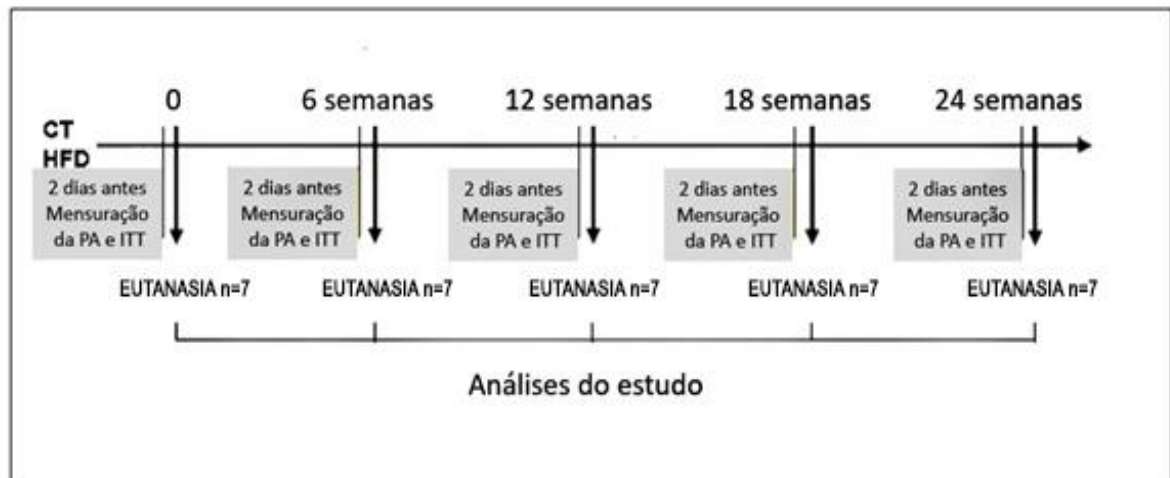 0
6 semanas
12 semanas
18 semanas
24 semanas
CT
HFD
2 dias antes
Mensuração
da PA e ITT
2 dias antes
Mensuração
da PA e ITT
2 dias antes
Mensuração
da PA e ITT
2 dias antes
Mensuração
da PA e ITT
2 dias antes
Mensuração
da PA e ITT
EUTANASIA n=7
EUTANASIA n=7
EUTANASIA n=7
EUTANASIA n=7
EUTANASIA n=7
Análises do estudo